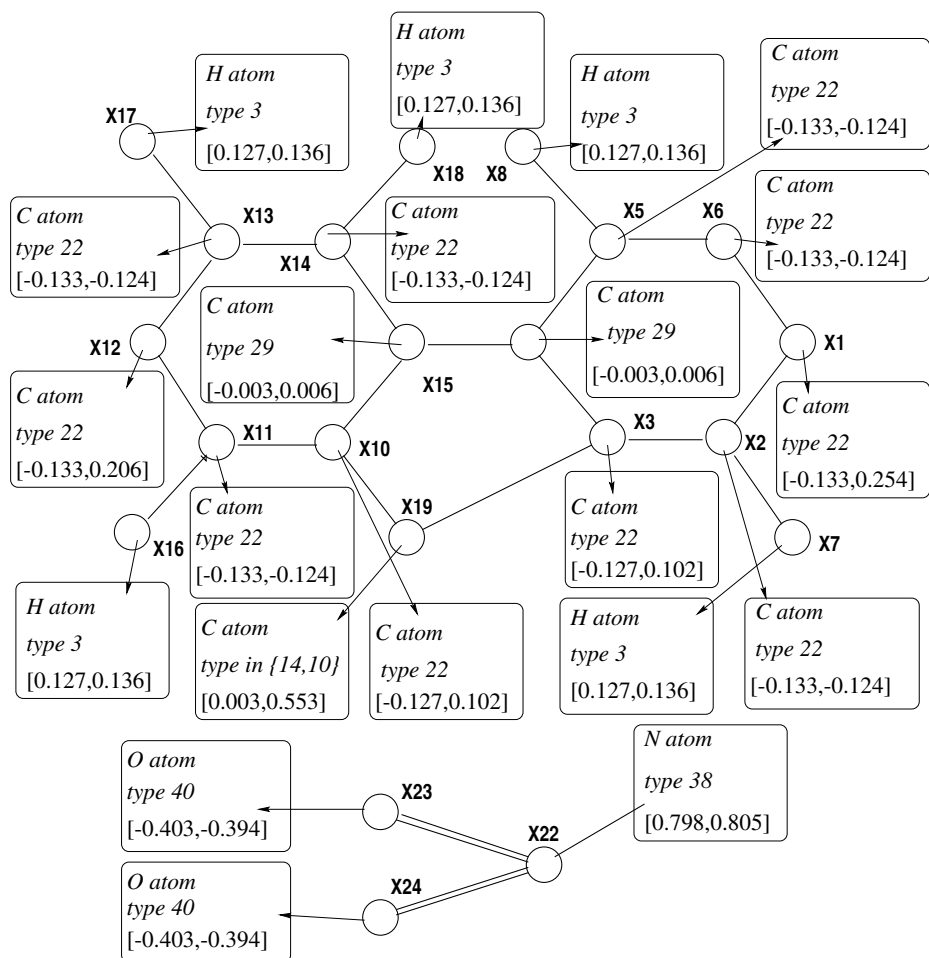 H atom
type 3
[0.127,0.136]
H atom
type 3
[0.127,0.136]
H atom
type 3
[0.127,0.136]
C atom
type 22
[-0.133,-0.124]
X17
X18
X8
C atom
type 22
[-0.133,-0.124]
X13
X14
C atom
type 22
[-0.133,-0.124]
X5
X6
C atom
type 22
[-0.133,-0.124]
X12
C atom
type 29
[-0.003,0.006]
X15
C atom
type 29
[-0.003,0.006]
X1
C atom
type 22
[-0.133,0.206]
X11
X10
X3
X2
C atom
type 22
[-0.133,0.254]
X16
C atom
type 22
[-0.133,-0.124]
X19
C atom
type 22
[-0.127,0.102]
X7
H atom
type 3
[0.127,0.136]
C atom
type in {14,10}
[0.003,0.553]
C atom
type 22
[-0.127,0.102]
H atom
type 3
[0.127,0.136]
C atom
type 22
[-0.133,-0.124]
O atom
type 40
[-0.403,-0.394]
X23
X22
N atom
type 38
[0.798,0.805]
O atom
type 40
[-0.403,-0.394]
X24